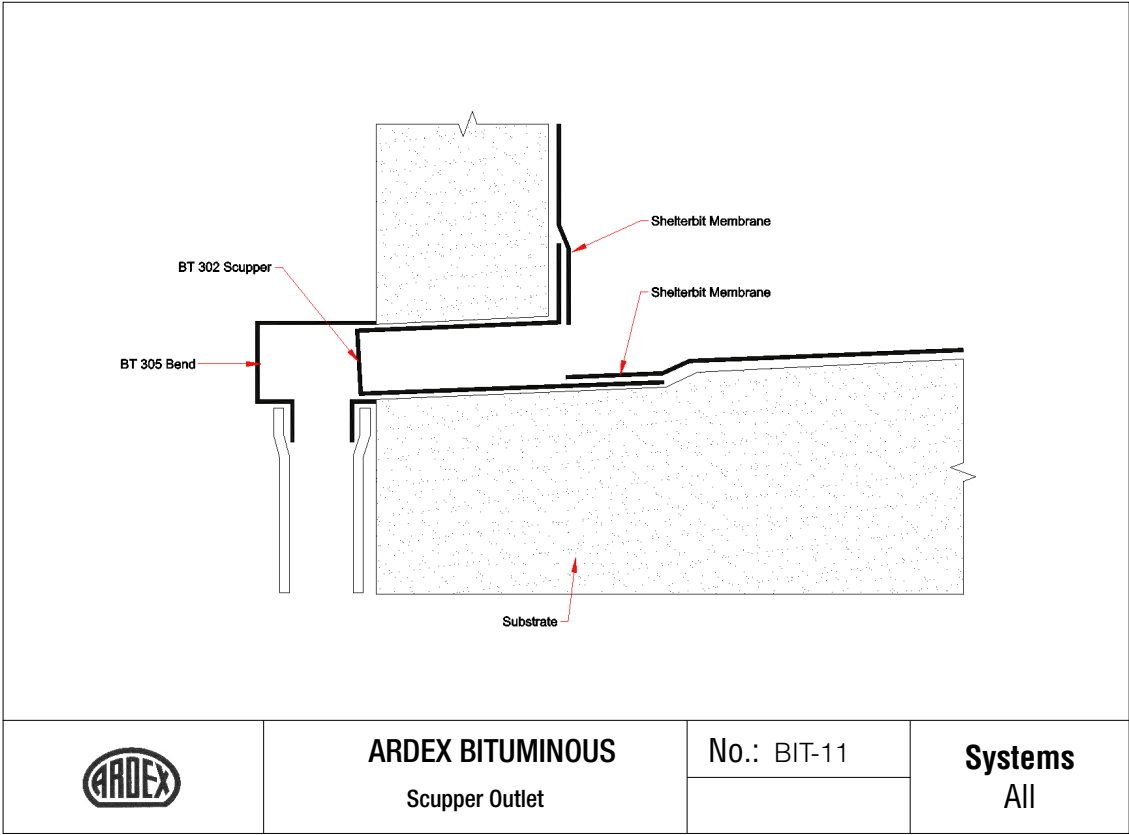 Shelterbit Membrane
BT 302 Scupper
Shelterbit Membrane
BT 305 Bend
Substrate
ARDEX
ARDEX BITUMINOUS
Scupper Outlet
No.: BIT-11
Systems
All